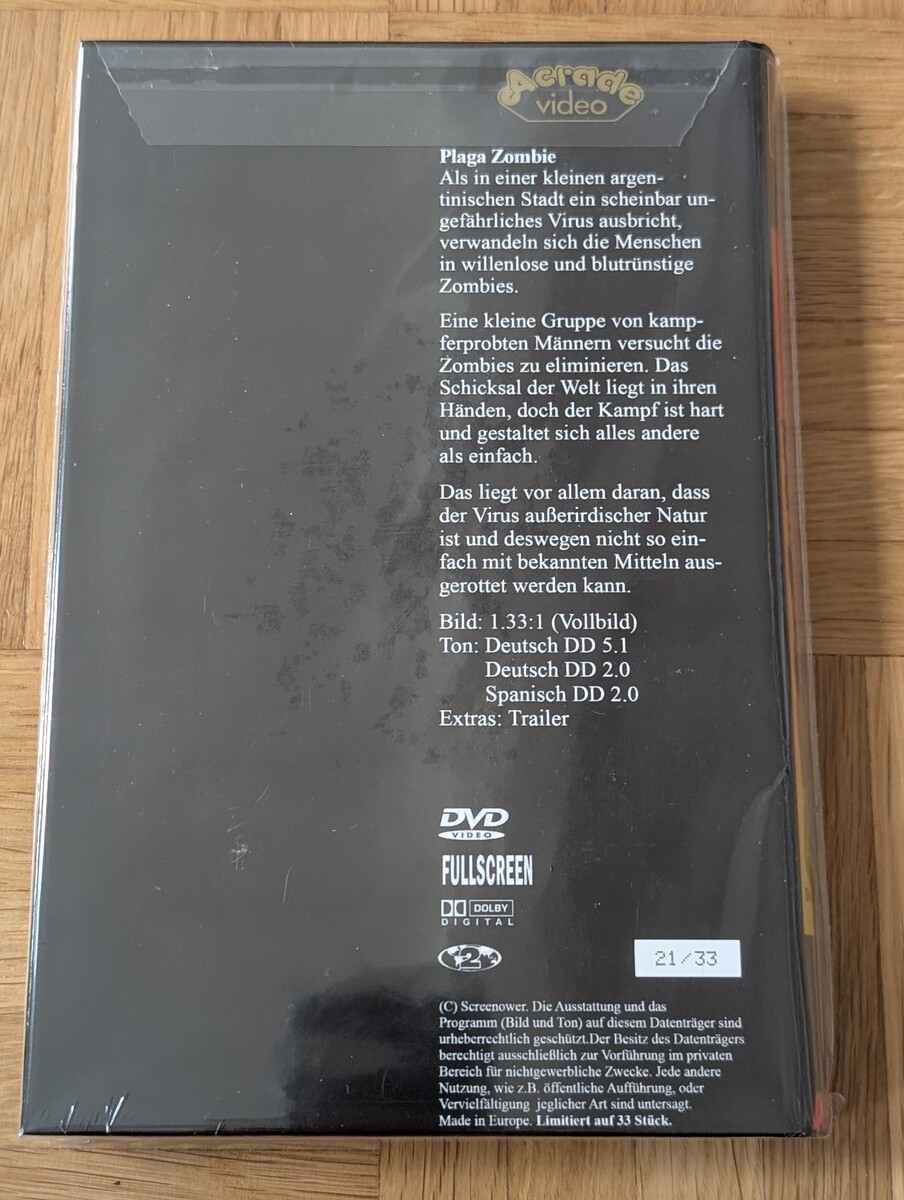 Acrade
video
Plaga Zombie
Als in einer kleinen argen-
tinischen Stadt ein scheinbar un-
gefährliches Virus ausbricht,
verwandeln sich die Menschen
in willenlose und blutrünstige
Zombies.
Eine kleine Gruppe von kamp-
ferprobten Männern versucht die
Zombies zu eliminieren. Das
Schicksal der Welt liegt in ihren
Händen, doch der Kampf ist hart
und gestaltet sich alles andere
als einfach.
Das liegt vor allem daran, dass
der Virus außerirdischer Natur
ist und deswegen nicht so ein-
fach mit bekannten Mitteln aus-
gerottet werden kann.
Bild: 1.33:1 (Vollbild)
Ton: Deutsch DD 5.1
Deutsch DD 2.0
Spanisch DD 2.0
Extras: Trailer
DVD
VIDEO
FULLSCREEN
DOLBY
DIGITAL
2
21/33
(C) Screenower. Die Ausstattung und das
Programm (Bild und Ton) auf diesem Datenträger sind
urheberrechtlich geschützt.Der Besitz des Datenträgers
berechtigt ausschließlich zur Vorführung im privaten
Bereich für nichtgewerbliche Zwecke. Jede andere
Nutzung, wie z.B. öffentliche Aufführung, oder
Vervielfältigung jeglicher Art sind untersagt.
Made in Europe. Limitiert auf 33 Stück.